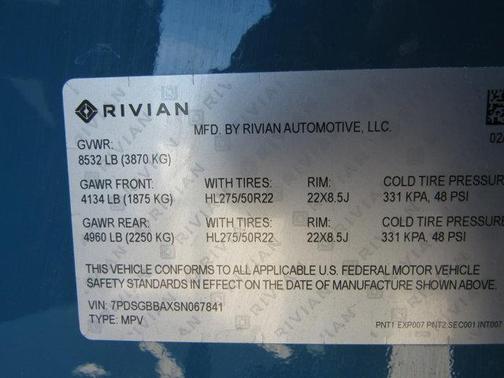 RIVIAN
MFD. BY RIVIAN AUTOMOTIVE, LLC.
02/
GVWR:
8532 LB (3870 KG)
GAWR FRONT: WITH TIRES: RIM: COLD TIRE PRESSUR
4134 LB (1875 KG) HL275/50R22 22X8.5J 331 KPA, 48 PSI
GAWR REAR: WITH TIRES: RIM: COLD TIRE PRESSUR
4960 LB (2250 KG) HL275/50R22 22X8.5J 331 KPA, 48 PSI
THIS VEHICLE CONFORMS TO ALL APPLICABLE U.S. FEDERAL MOTOR VEHICLE
SAFETY STANDARDS IN EFFECT ON THE DATE OF MANUFACTURE SHOWN ABOVE.
VIN: 7PDSGBBAXSN067841
TYPE: MPV
PNT1 EXP007 PNT2 SEC001 INT007